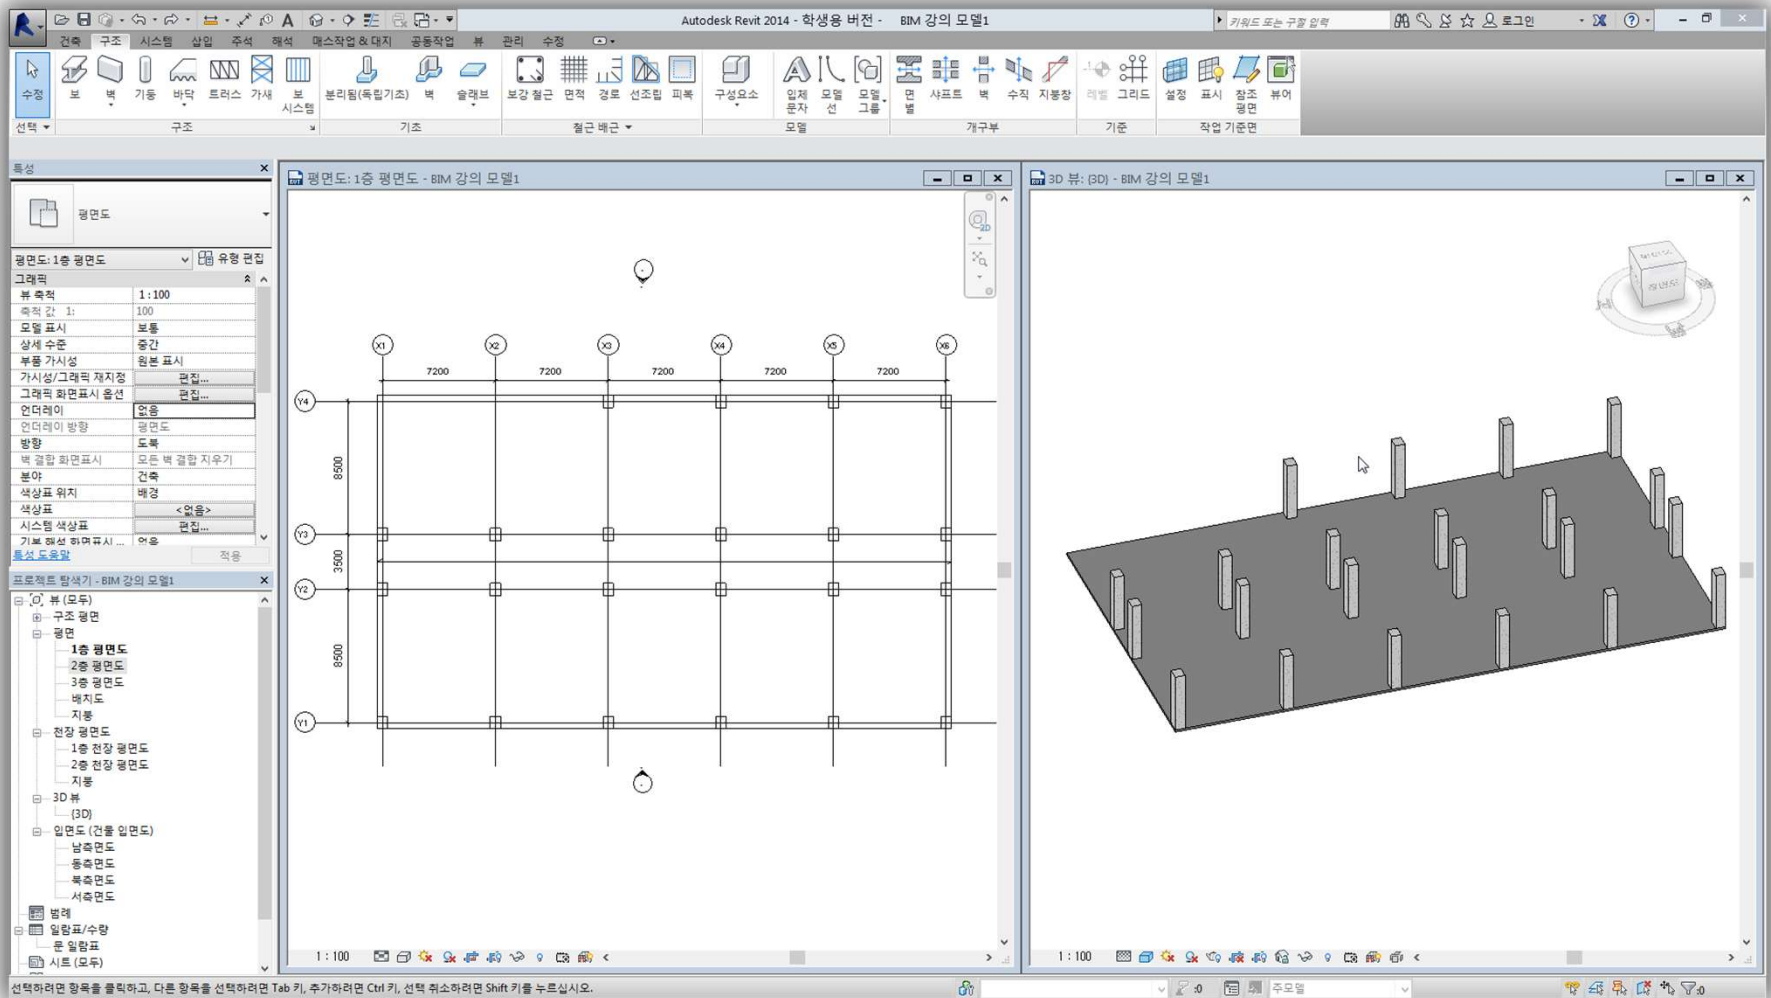 Autodesk Revit 2014 - 학생용 버전 - BIM 강의 모델1
키워드 또는 구절 입력
로그인
건축 구조 시스템 삽입 주석 해석 매스작업 & 대지 공동작업 뷰 관리 수정
수정 보 벽 기둥 바닥 트러스 가새 보 시스템 분리됨(독립기초) 벽 슬래브 보강 철근 면적 경로 선조립 피복 구성요소 입체 문자 모델 선 모델 그룹 면별 샤프트 벽 수직 지붕창 레벨 그리드 설정 표시 참조 평면 뷰어
선택 구조 기초 철근 배근 모델 개구부 기준 작업 기준면
특성
평면도
평면도: 1층 평면도 유형 편집
그래픽
뷰 축척 1 : 100
축척 값 1: 100
모델 표시 보통
상세 수준 중간
부품 가시성 원본 표시
가시성/그래픽 재지정 편집...
그래픽 화면표시 옵션 편집...
언더레이 없음
언더레이 방향 평면도
방향 도북
벽 결합 화면표시 모든 벽 결합 지우기
분야 건축
색상표 위치 배경
색상표 <없음>
시스템 색상표 편집...
기본 해석 화면표시 ... 없음
특성 도움말 적용
프로젝트 탐색기 - BIM 강의 모델1
뷰 (모두)
구조 평면
평면
1층 평면도
2층 평면도
3층 평면도
배치도
지붕
천장 평면도
1층 천장 평면도
2층 천장 평면도
지붕
3D 뷰
{3D}
입면도 (건물 입면도)
남측면도
동측면도
북측면도
서측면도
범례
일람표/수량
문 일람표
시트 (모두)
평면도: 1층 평면도 - BIM 강의 모델1
2D
X1 X2 X3 X4 X5 X6
7200 7200 7200 7200 7200
Y4
8500
Y3
3500
Y2
8500
Y1
1 : 100
3D 뷰: {3D} - BIM 강의 모델1
1 : 100
선택하려면 항목을 클릭하고, 다른 항목을 선택하려면 Tab 키, 추가하려면 Ctrl 키, 선택 취소하려면 Shift 키를 누르십시오.
:0
주모델
:0